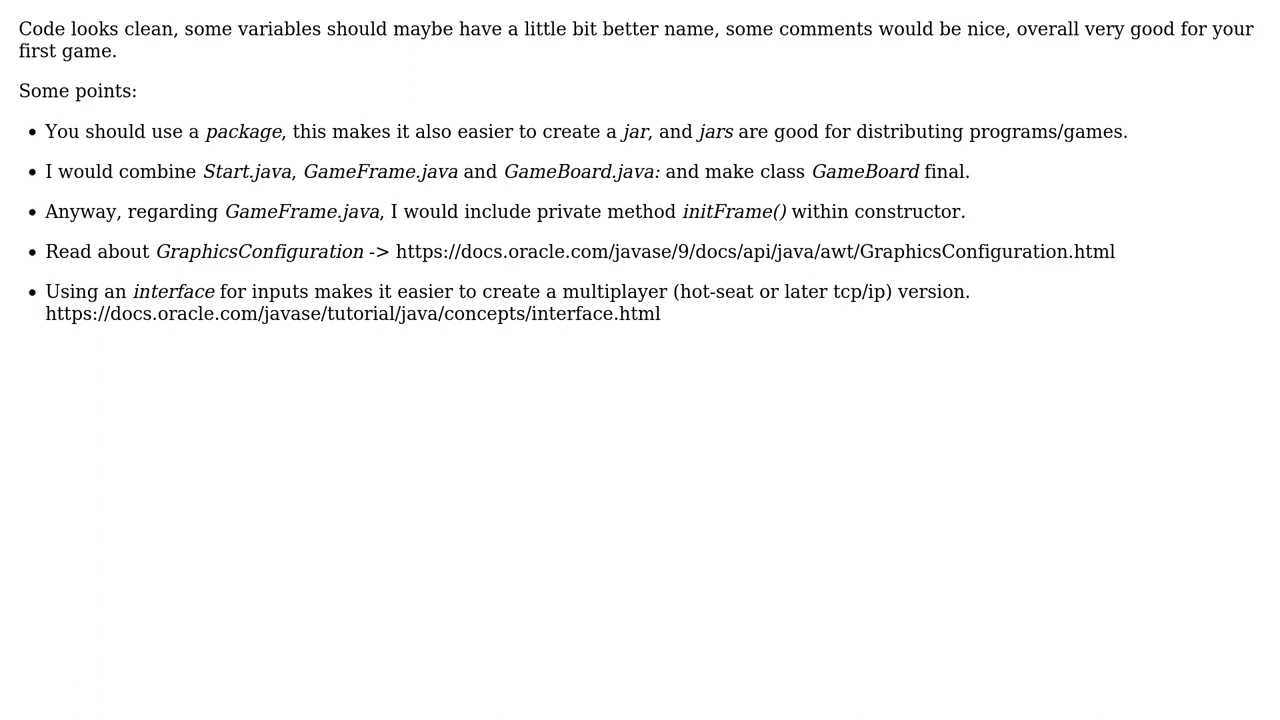 Code looks clean, some variables should maybe have a little bit better name, some comments would be nice, overall very good for your
first game.
Some points:
• You should use a package, this makes it also easier to create a jar, and jars are good for distributing programs/games.
• I would combine Start.java, GameFrame.java and GameBoard.java: and make class GameBoard final.
• Anyway, regarding GameFrame.java, I would include private method initFrame() within constructor.
• Read about GraphicsConfiguration -> https://docs.oracle.com/javase/9/docs/api/java/awt/GraphicsConfiguration.html
• Using an interface for inputs makes it easier to create a multiplayer (hot-seat or later tcp/ip) version.
https://docs.oracle.com/javase/tutorial/java/concepts/interface.html